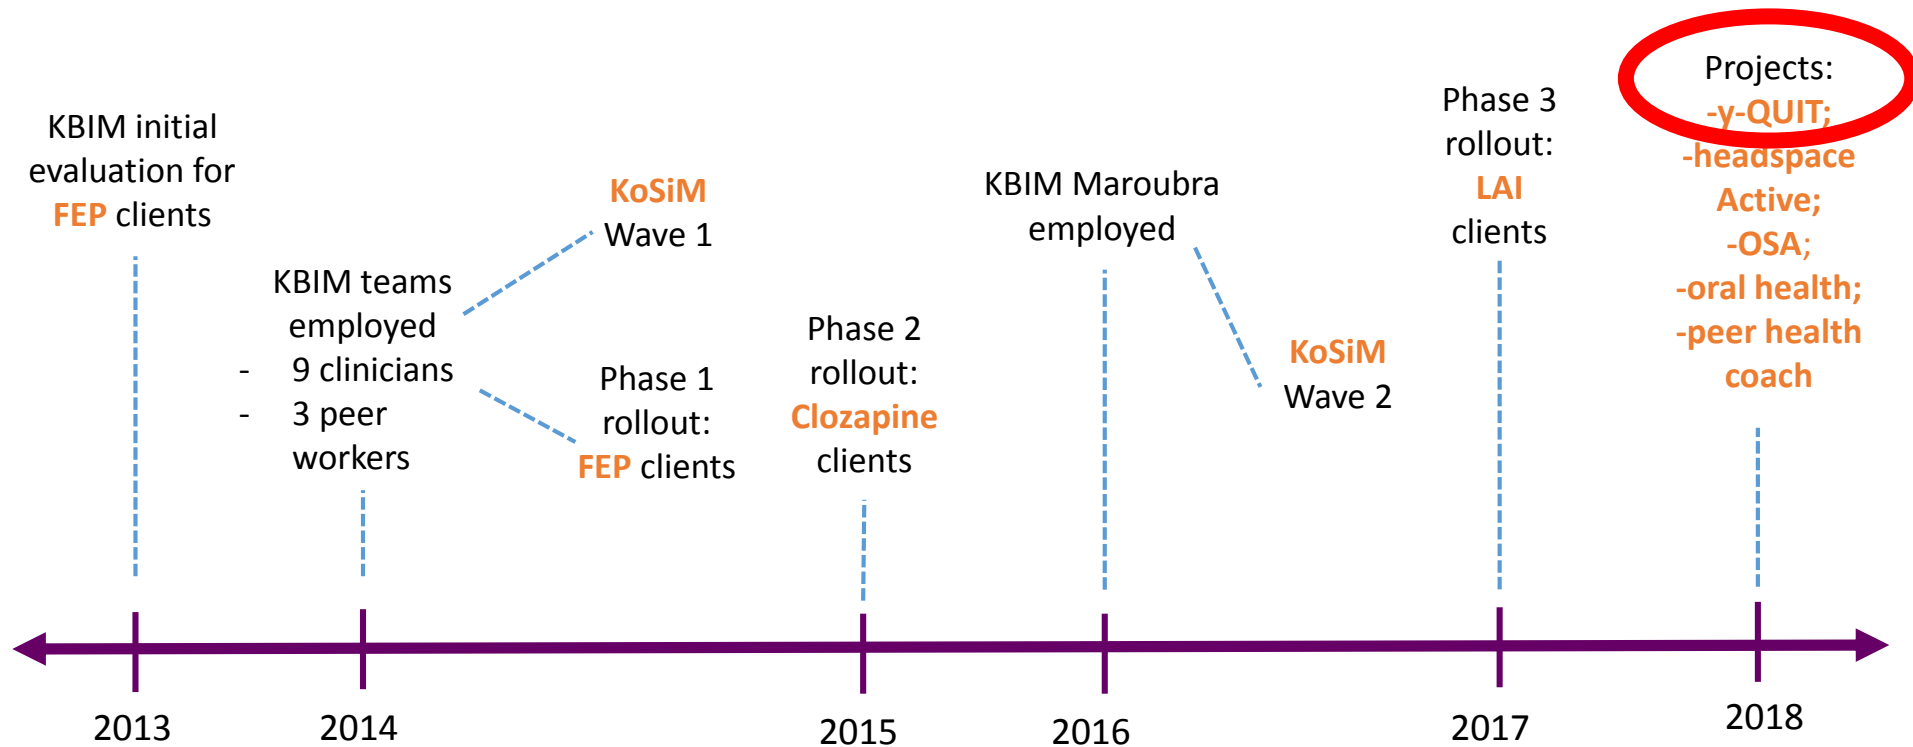 KBIM initial
evaluation for
FEP clients
KBIM teams
employed
- 9 clinicians
- 3 peer
workers
KoSiM
Wave 1
Phase 1
rollout:
FEP clients
Phase 2
rollout:
Clozapine
clients
KBIM Maroubra
employed
KoSiM
Wave 2
Phase 3
rollout:
LAI
clients
Projects:
-y-QUIT;
-headspace
Active;
-OSA;
-oral health;
-peer health
coach
2013
2014
2015
2016
2017
2018